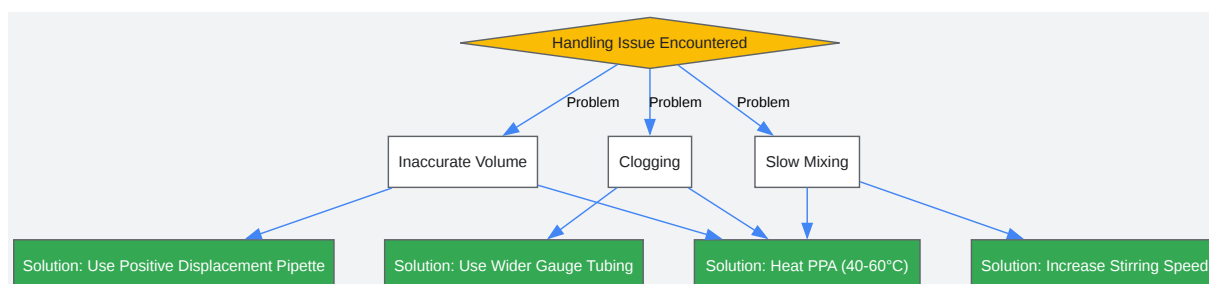 Handling Issue Encountered
Problem Problem Problem
Inaccurate Volume Clogging Slow Mixing
Solution: Use Positive Displacement Pipette Solution: Use Wider Gauge Tubing Solution: Heat PPA (40-60°C) Solution: Increase Stirring Speed